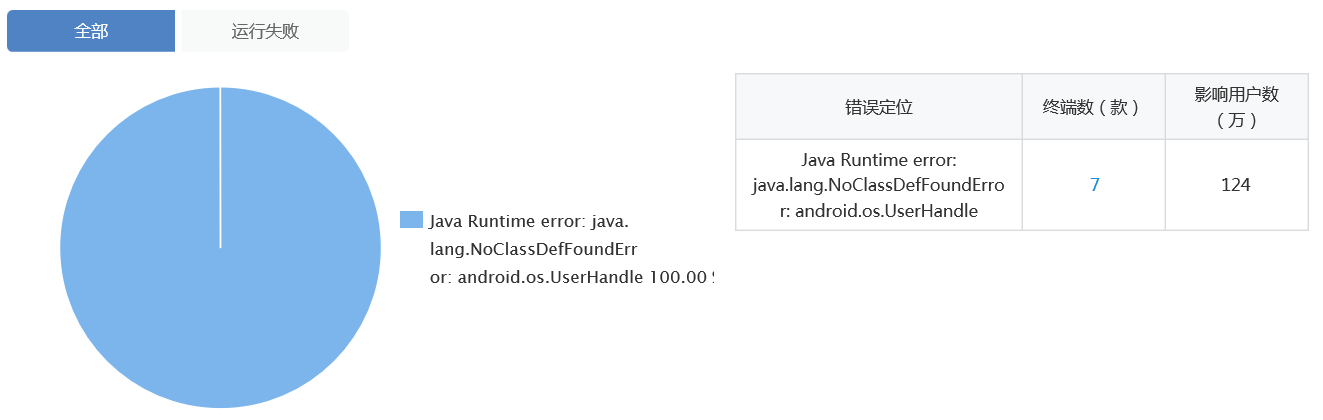 全部
运行失败
Java Runtime error: java.
lang.NoClassDefFoundErr
or: android.os.UserHandle 100.00
错误定位
终端数（款）
影响用户数
（万）
Java Runtime error:
java.lang.NoClassDefFoundErro
r: android.os.UserHandle
7
124